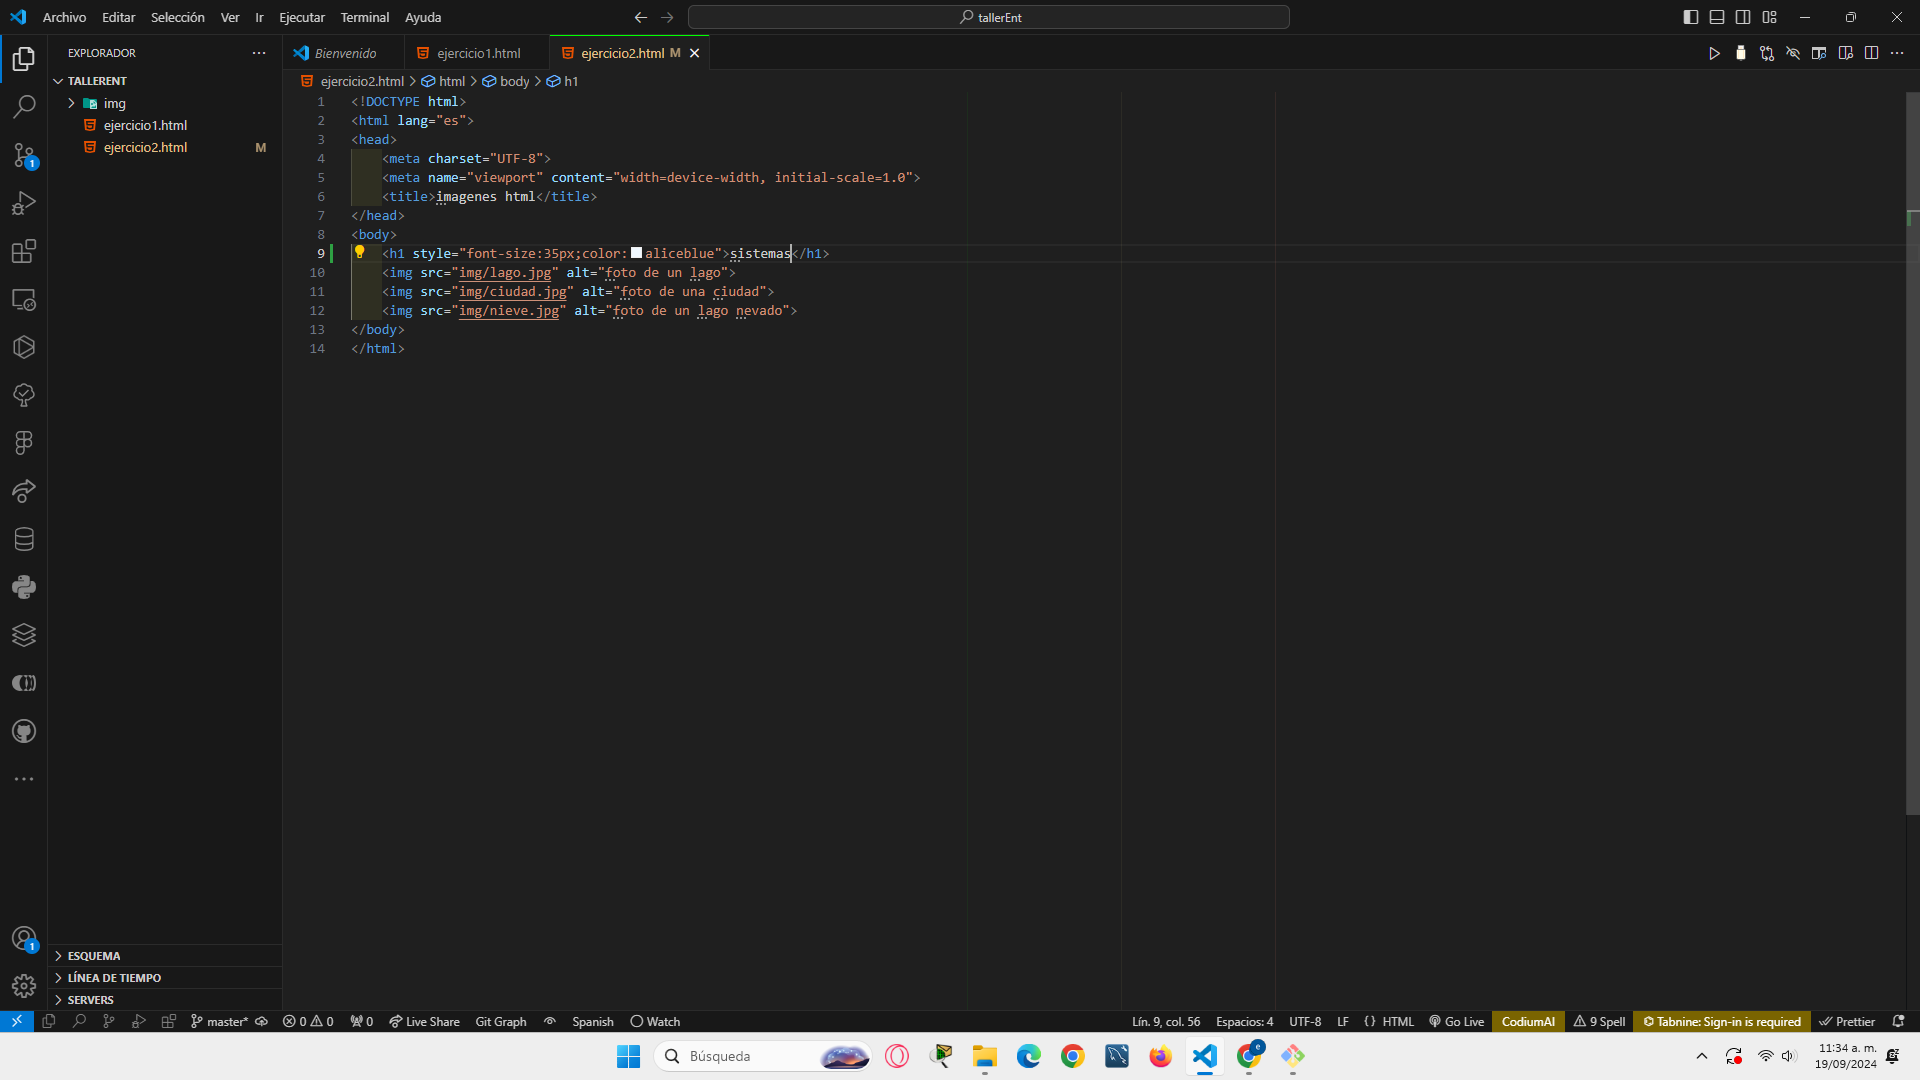 Archivo Editar Selección Ver Ir Ejecutar Terminal Ayuda
tallerEnt
EXPLORADOR
TALLERENT
img
ejercicio1.html
ejercicio2.html M
ESQUEMA
LÍNEA DE TIEMPO
SERVERS
Bienvenido
ejercicio1.html
ejercicio2.html M
ejercicio2.html > html > body > h1
1 <!DOCTYPE html>
2 <html lang="es">
3 <head>
4 <meta charset="UTF-8">
5 <meta name="viewport" content="width=device-width, initial-scale=1.0">
6 <title>imagenes html</title>
7 </head>
8 <body>
9 <h1 style="font-size:35px;color:aliceblue">sistemas</h1>
10 <img src="img/lago.jpg" alt="foto de un lago">
11 <img src="img/ciudad.jpg" alt="foto de una ciudad">
12 <img src="img/nieve.jpg" alt="foto de un lago nevado">
13 </body>
14 </html>
1
1
master* 0 0 0 Live Share Git Graph Spanish Watch Lín. 9, col. 56 Espacios: 4 UTF-8 LF HTML Go Live CodiumAI 9 Spell Tabnine: Sign-in is required Prettier
Búsqueda
e
11:34 a. m.
19/09/2024